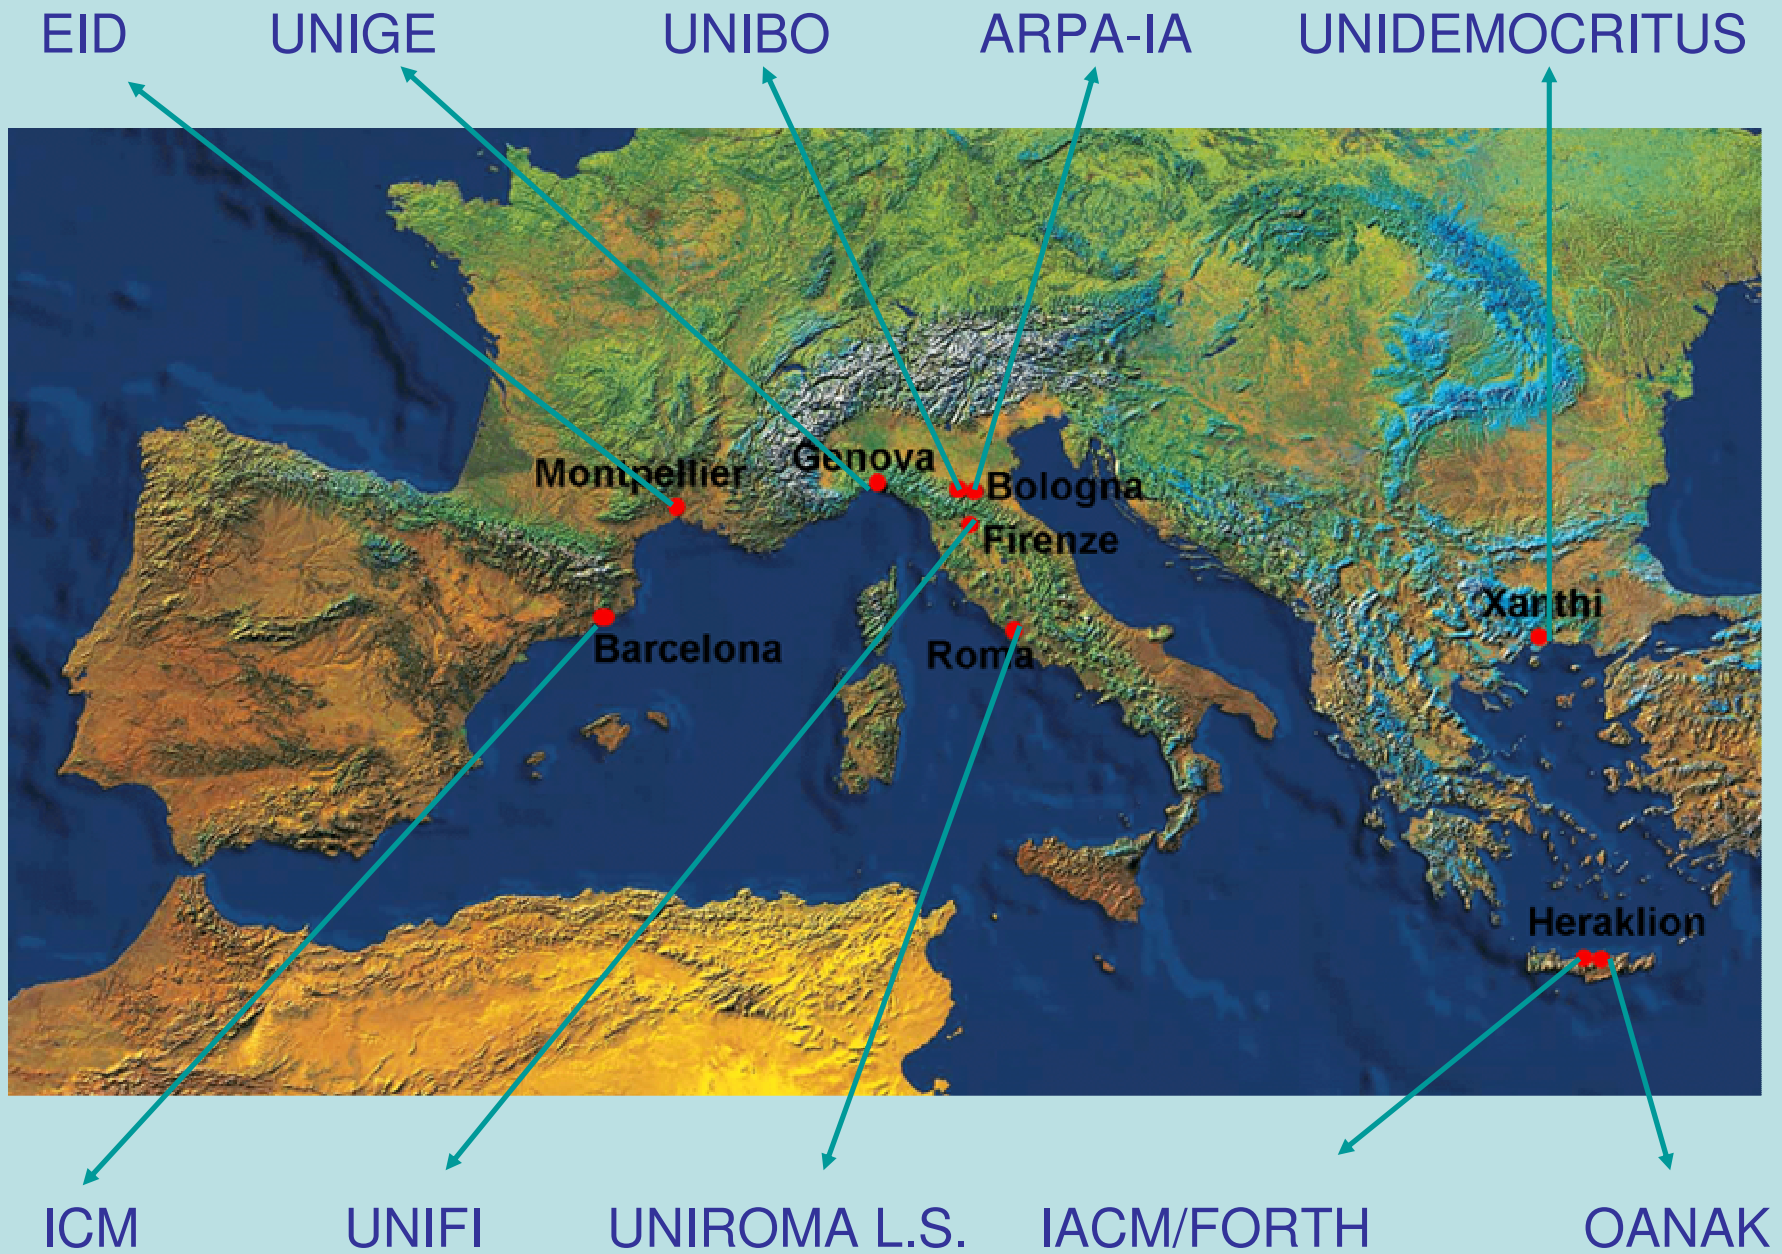 EID UNIGE UNIBO ARPA-IA UNIDEMOCRITUS
Genova
Montpellier
Bologna
Firenze
Xanthi
Barcelona
Roma
Heraklion
ICM UNIFI UNIROMA L.S. IACM/FORTH OANAK